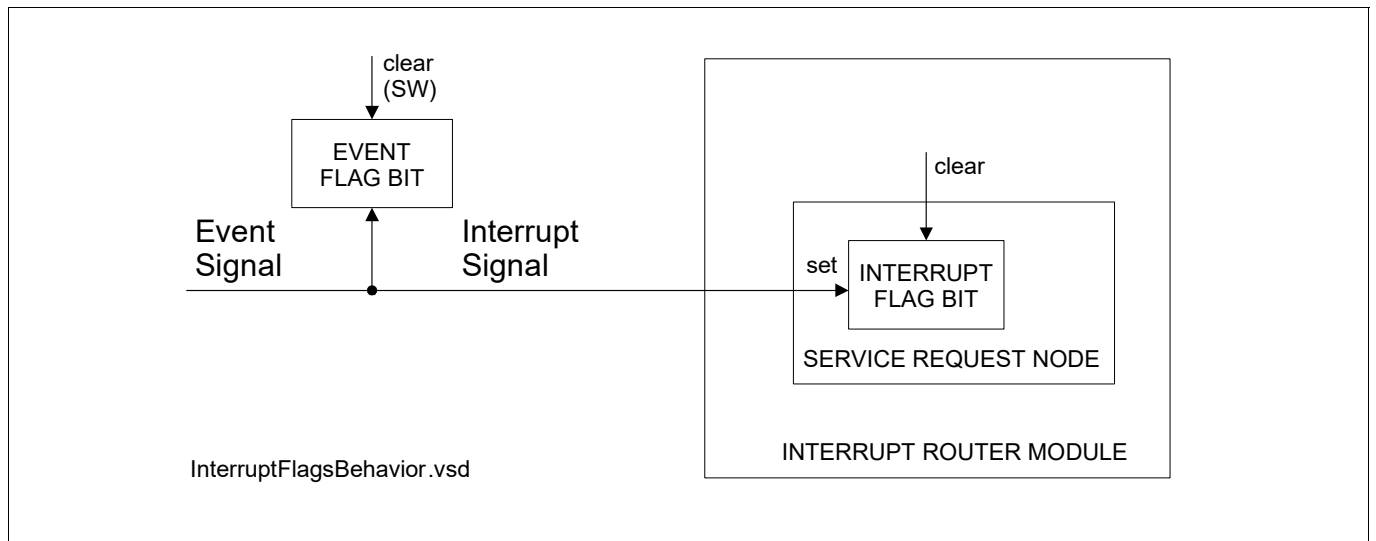 clear
(SW)
EVENT
FLAG BIT
clear
Event
Signal
Interrupt
Signal
set
INTERRUPT
FLAG BIT
SERVICE REQUEST NODE
INTERRUPT ROUTER MODULE
InterruptFlagsBehavior.vsd